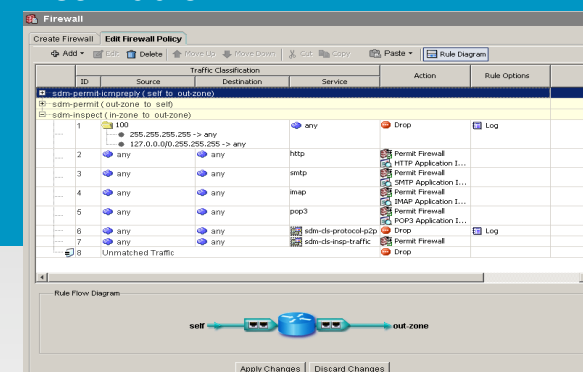 Firewall
Create Firewall Edit Firewall Policy
Add Edit Delete Move Up Move Down Cut Copy Paste Rule Diagram
Traffic Classification
ID Source Destination Service Action Rule Options
sdm-permit-icmpreply ( self to out-zone)
sdm-permit ( out-zone to self)
sdm-inspect ( in-zone to out-zone)
1 100 any Drop Log
255.255.255.255 -> any
127.0.0.0/0.255.255.255 -> any
2 any any http Permit Firewall
HTTP Application I...
3 any any smtp Permit Firewall
SMTP Application I...
4 any any imap Permit Firewall
IMAP Application I...
5 any any pop3 Permit Firewall
POP3 Application I...
6 any any sdm-cls-protocol-p2p Drop Log
7 any any sdm-cls-insp-traffic Permit Firewall
8 Unmatched Traffic Drop
Rule Flow Diagram
self out-zone
Apply Changes Discard Changes